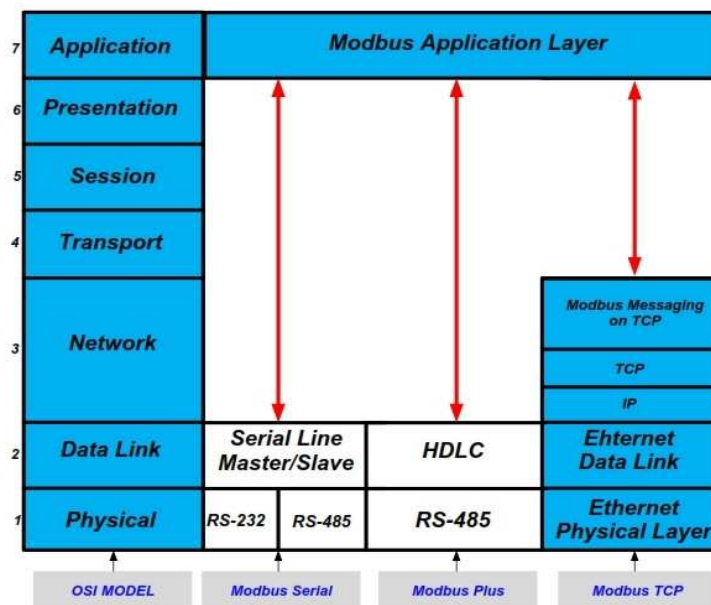 7
Application
Modbus Application Layer
6
Presentation
5
Session
4
Transport
3
Network
Modbus Messaging
on TCP
TCP
IP
2
Data Link
Serial Line
Master/Slave
HDLC
Ehternet
Data Link
1
Physical
RS-232
RS-485
RS-485
Ethernet
Physical Layer
OSI MODEL
Modbus Serial
Modbus Plus
Modbus TCP